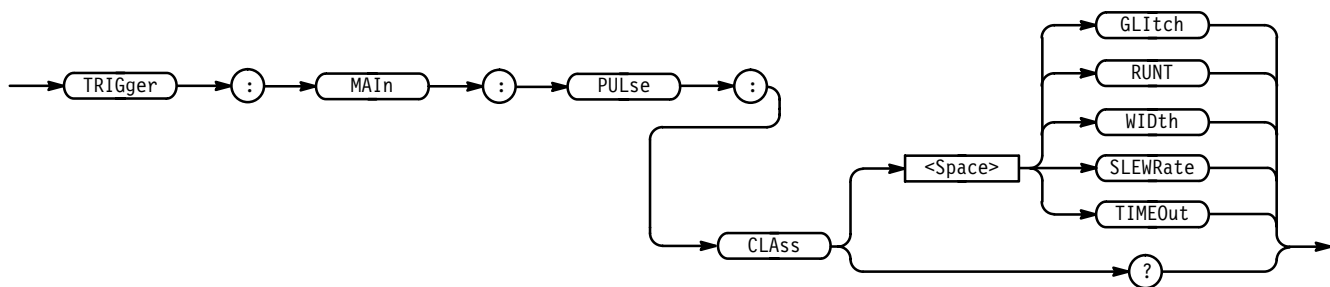 TRIGger : MAIn : PULse :
CLAss
<Space>
GLItch
RUNT
WIDth
SLEWRate
TIMEOut
?